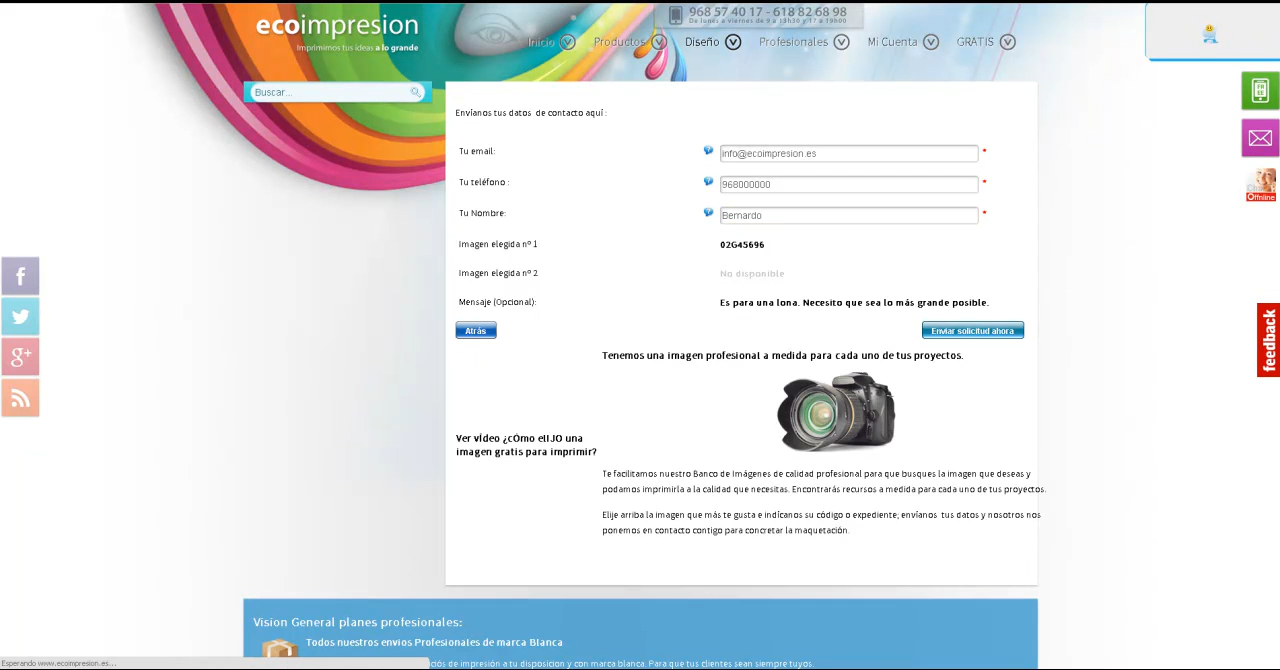 968 57 40 17 - 618 82 68 98
De lunes a viernes de 9 a 13h30 y 17 a 19h00
ecoimpresion
Imprimimos tus ideas a lo grande
Inicio Productos Diseño Profesionales Mi Cuenta GRATIS
Buscar...
Envíanos tus datos de contacto aquí :
Tu email: info@ecoimpresion.es *
Tu teléfono : 968000000 *
Tu Nombre: Bernardo *
Imagen elegida nº 1 02G45696
Imagen elegida nº 2 No disponible
Mensaje (Opcional): Es para una lona. Necesito que sea lo más grande posible.
Atrás Enviar solicitud ahora
Tenemos una imagen profesional a medida para cada uno de tus proyectos.
Ver vÍdeo ¿cÓmo elIJO una
imagen gratis para imprimir?
Te facilitamos nuestro Banco de Imágenes de calidad profesional para que busques la imagen que deseas y
podamos imprimirla a la calidad que necesitas. Encontrarás recursos a medida para cada uno de tus proyectos.
Elije arriba la imagen que más te gusta e indícanos su código o expediente; envíanos tus datos y nosotros nos
ponemos en contacto contigo para concretar la maquetación.
Vision General planes profesionales:
Todos nuestros envios Profesionales de marca Blanca
de impresión a tu disposicion y con marca blanca. Para que tus clientes sean siempre tuyos.
Esperando www.ecoimpresion.es...
FREE
Offnline
feedback
f
g+